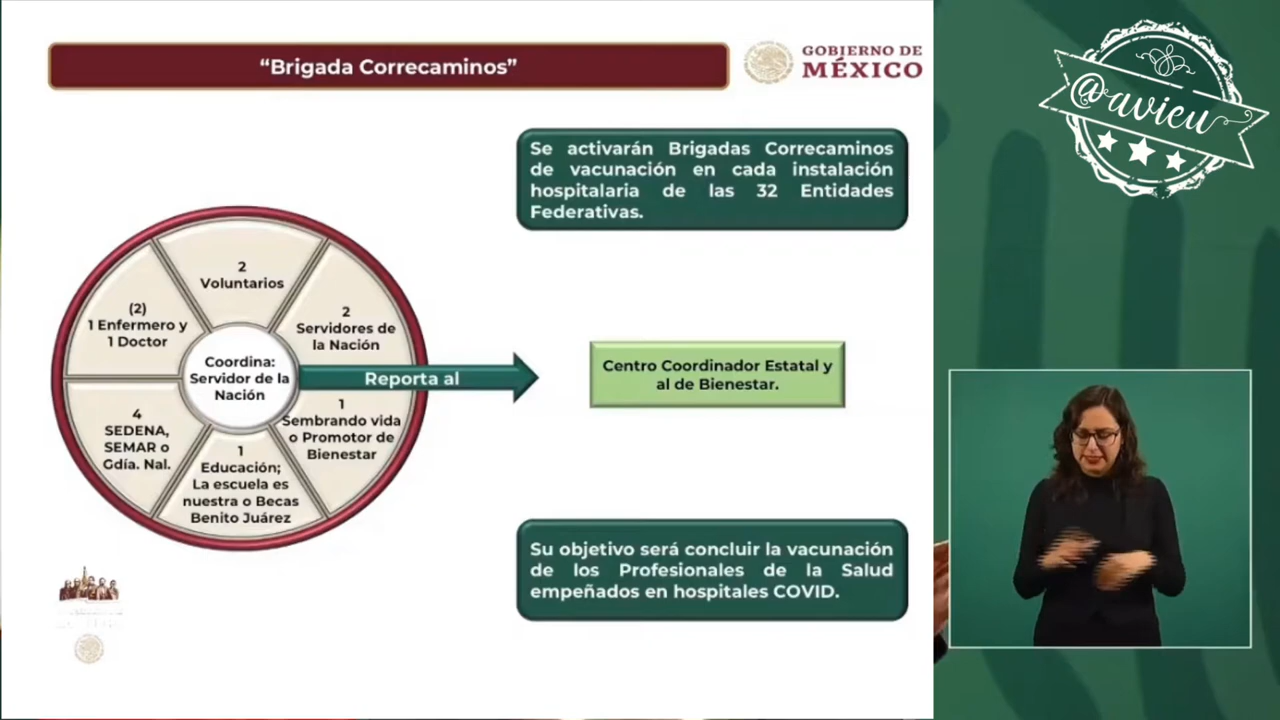 “Brigada Correcaminos”
GOBIERNO DE
MÉXICO
@avieu
Se activarán Brigadas Correcaminos
de vacunación en cada instalación
hospitalaria de las 32 Entidades
Federativas.
2
Voluntarios
(2)
1 Enfermero y
1 Doctor
2
Servidores de
la Nación
Coordina:
Servidor de la
Nación
Reporta al
Centro Coordinador Estatal y
al de Bienestar.
4
SEDENA,
SEMAR o
Gdía. Nal.
1
Sembrando vida
o Promotor de
Bienestar
1
Educación;
La escuela es
nuestra o Becas
Benito Juárez
Su objetivo será concluir la vacunación
de los Profesionales de la Salud
empeñados en hospitales COVID.